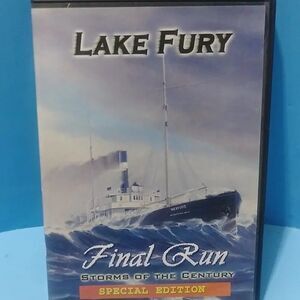 LAKE FURY
Final Run
STORMS OF THE CENTURY
SPECIAL EDITION